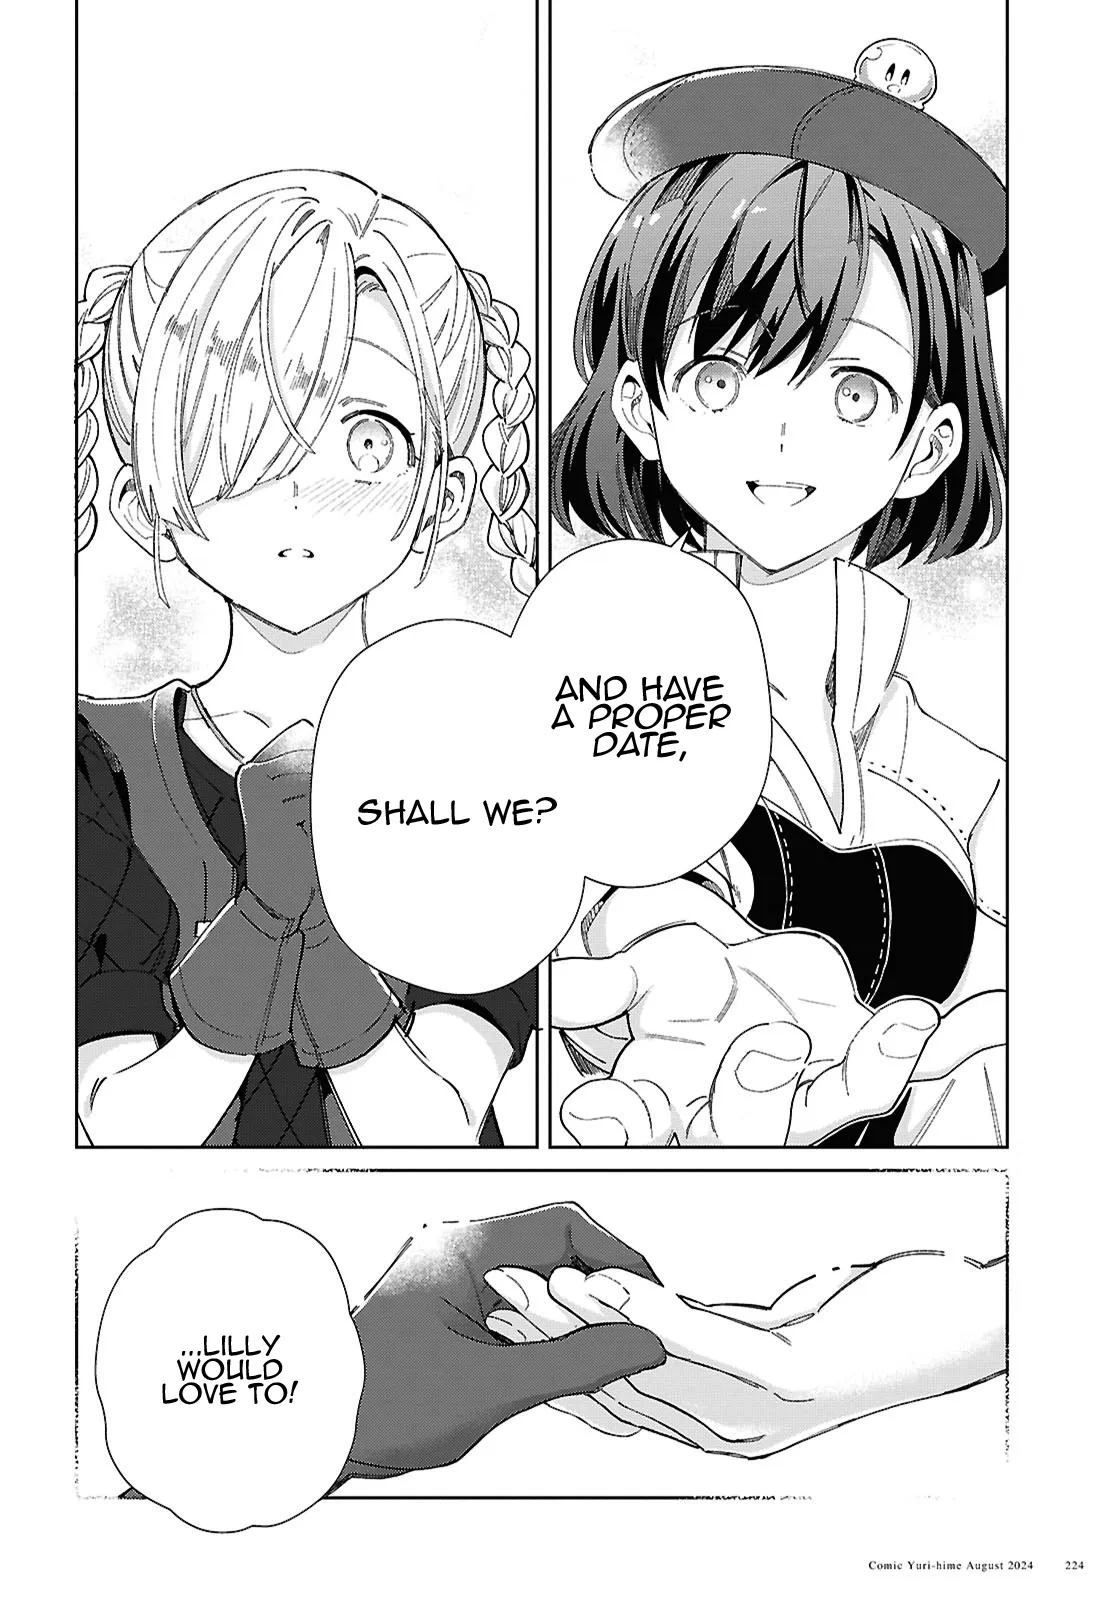 AND HAVE
A PROPER
DATE,
SHALL WE?
...LILLY
WOULD
LOVE TO!
Comic Yuri-hime August 2024 224